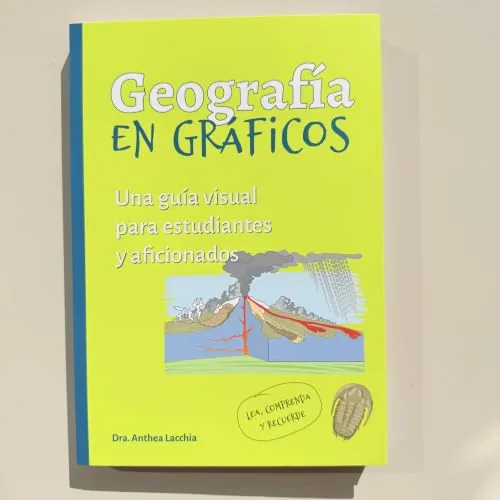 Geografía
EN GRÁFICOS
Una guía visual
para estudiantes
y aficionados
LEA, COMPRENDA
Y RECUERDE
Dra. Anthea Lacchia